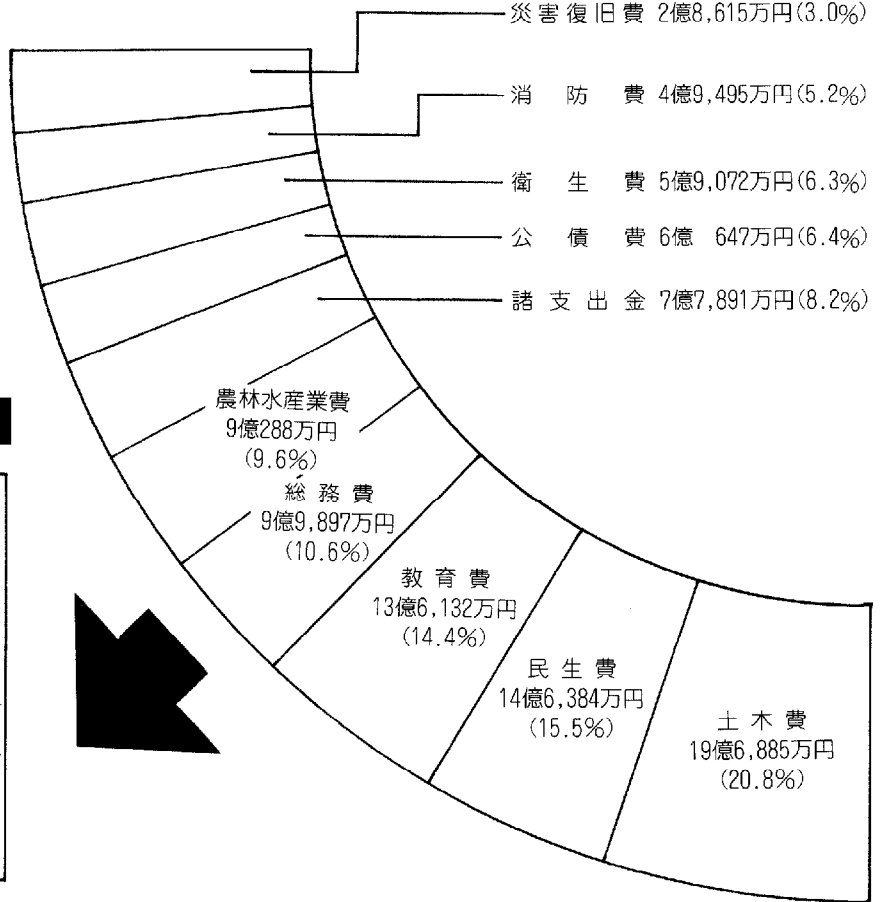 災害復旧費 2億8,615万円(3.0%)
消防費 4億9,495万円(5.2%)
衛生費 5億9,072万円(6.3%)
公債費 6億 647万円(6.4%)
諸支出金 7億7,891万円(8.2%)
農林水産業費
9億288万円
(9.6%)
総務費
9億9,897万円
(10.6%)
教育費
13億6,132万円
(14.4%)
民生費
14億6,384万円
(15.5%)
土木費
19億6,885万円
(20.8%)